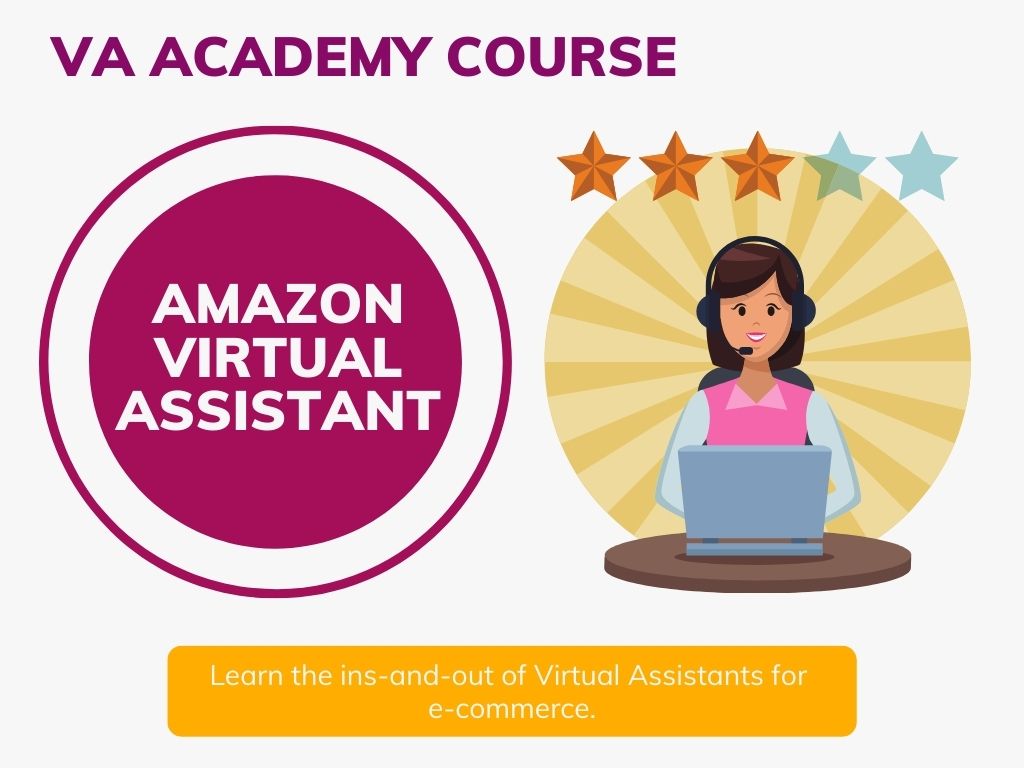 VA ACADEMY COURSE
AMAZON
VIRTUAL
ASSISTANT
Learn the ins-and-out of Virtual Assistants for
e-commerce.